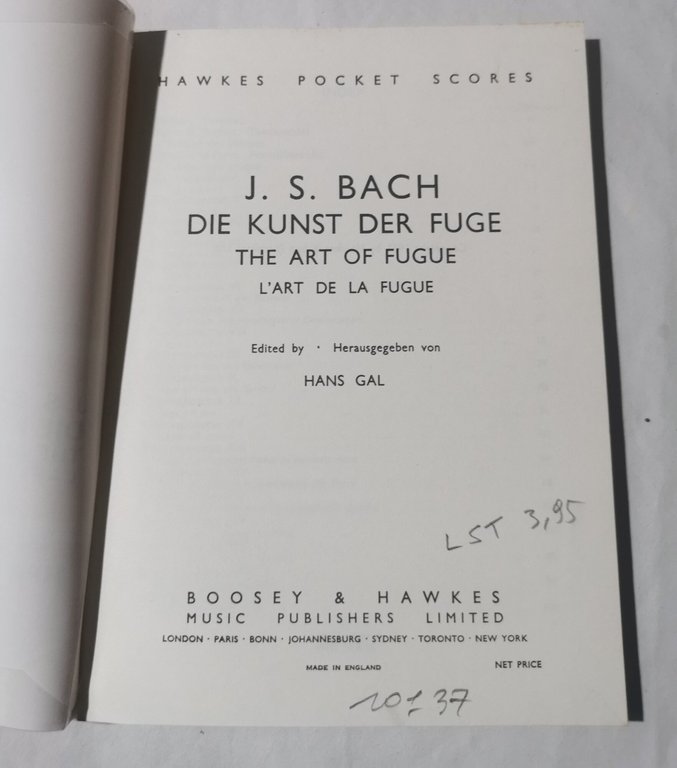 HAWKES POCKET SCORES
J. S. BACH
DIE KUNST DER FUGE
THE ART OF FUGUE
L'ART DE LA FUGUE
Edited by · Herausgegeben von
HANS GAL
LST 3,95
BOOSEY & HAWKES
MUSIC PUBLISHERS LIMITED
LONDON · PARIS · BONN · JOHANNESBURG · SYDNEY · TORONTO · NEW YORK
MADE IN ENGLAND NET PRICE
37